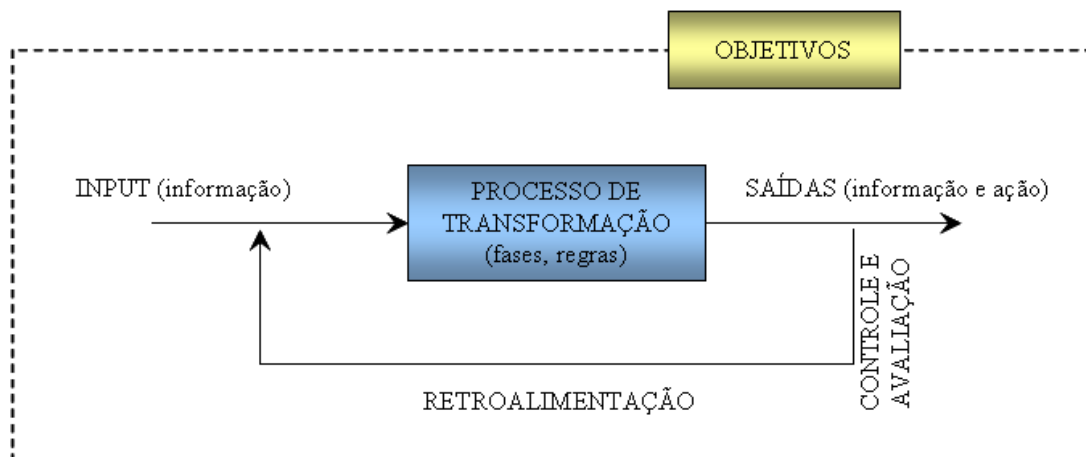 OBJETIVOS
INPUT (informação)
PROCESSO DE
TRANSFORMAÇÃO
(fases, regras)
SAÍDAS (informação e ação)
CONTROLE E
AVALIAÇÃO
RETROALIMENTAÇÃO